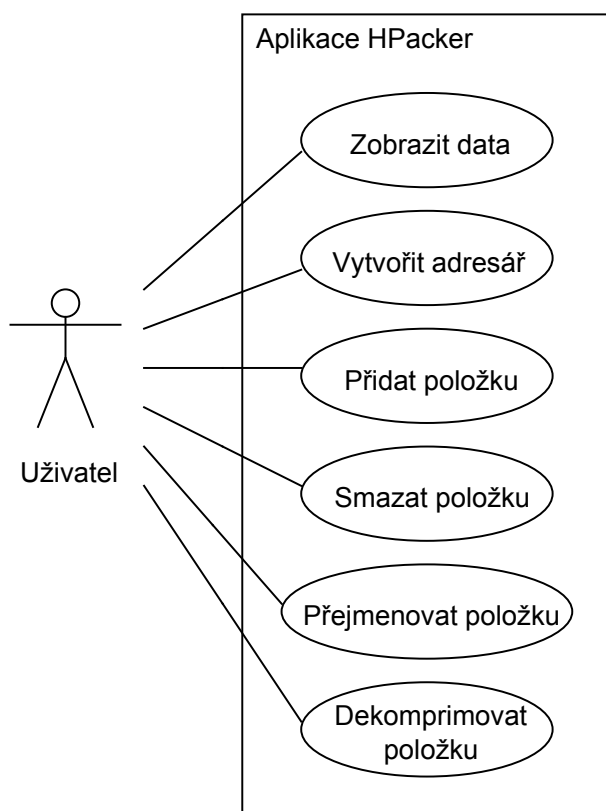 Aplikace HPacker
Zobrazit data
Vytvořit adresář
Přidat položku
Smazat položku
Uživatel
Přejmenovat položku
Dekomprimovat
položku